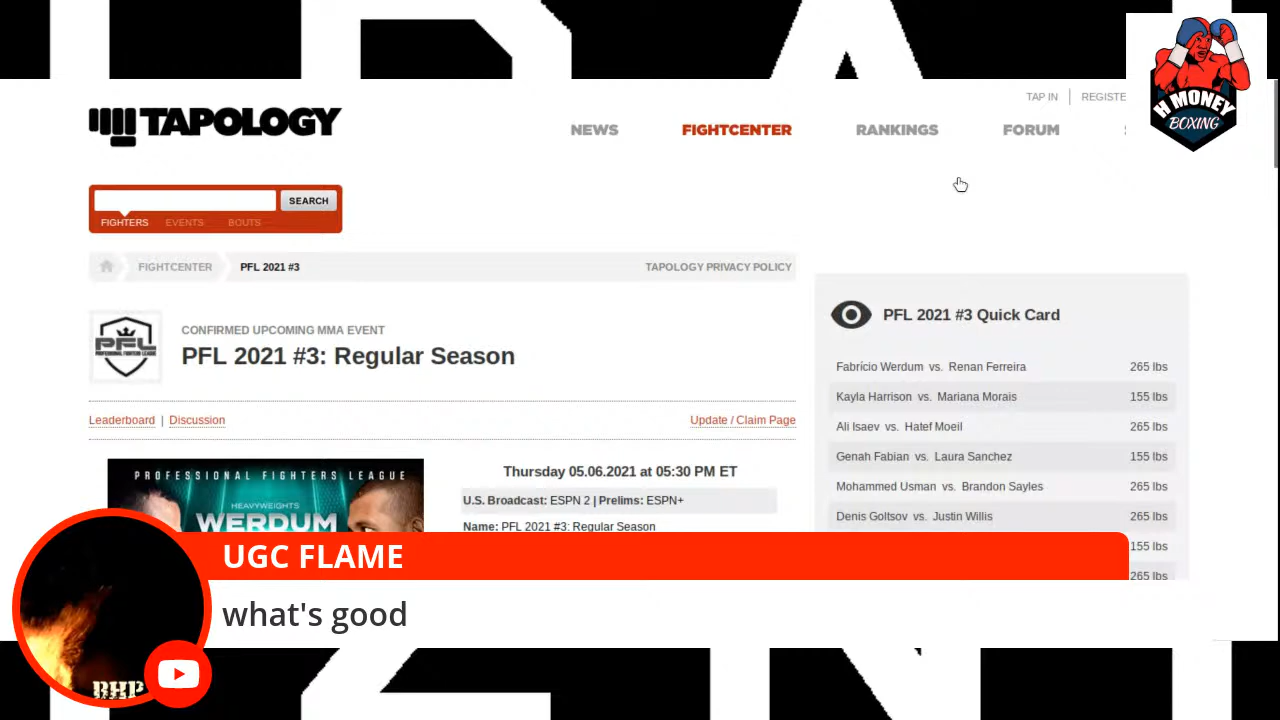 TAPOLOGY
TAP IN
REGISTE
NEWS
FIGHTCENTER
RANKINGS
FORUM
H MONEY
BOXING
SEARCH
FIGHTERS
EVENTS
BOUTS
FIGHTCENTER
PFL 2021 #3
TAPOLOGY PRIVACY POLICY
PFL
PROFESSIONAL FIGHTERS LEAGUE
CONFIRMED UPCOMING MMA EVENT
PFL 2021 #3: Regular Season
Leaderboard | Discussion
Update / Claim Page
PROFESSIONAL FIGHTERS LEAGUE
HEAVYWEIGHTS
WERDUM
Thursday 05.06.2021 at 05:30 PM ET
U.S. Broadcast: ESPN 2 | Prelims: ESPN+
Name: PFL 2021 #3: Regular Season
PFL 2021 #3 Quick Card
Fabrício Werdum vs. Renan Ferreira 265 lbs
Kayla Harrison vs. Mariana Morais 155 lbs
Ali Isaev vs. Hatef Moeil 265 lbs
Genah Fabian vs. Laura Sanchez 155 lbs
Mohammed Usman vs. Brandon Sayles 265 lbs
Denis Goltsov vs. Justin Willis 265 lbs
155 lbs
265 lbs
UGC FLAME
what's good
BHP